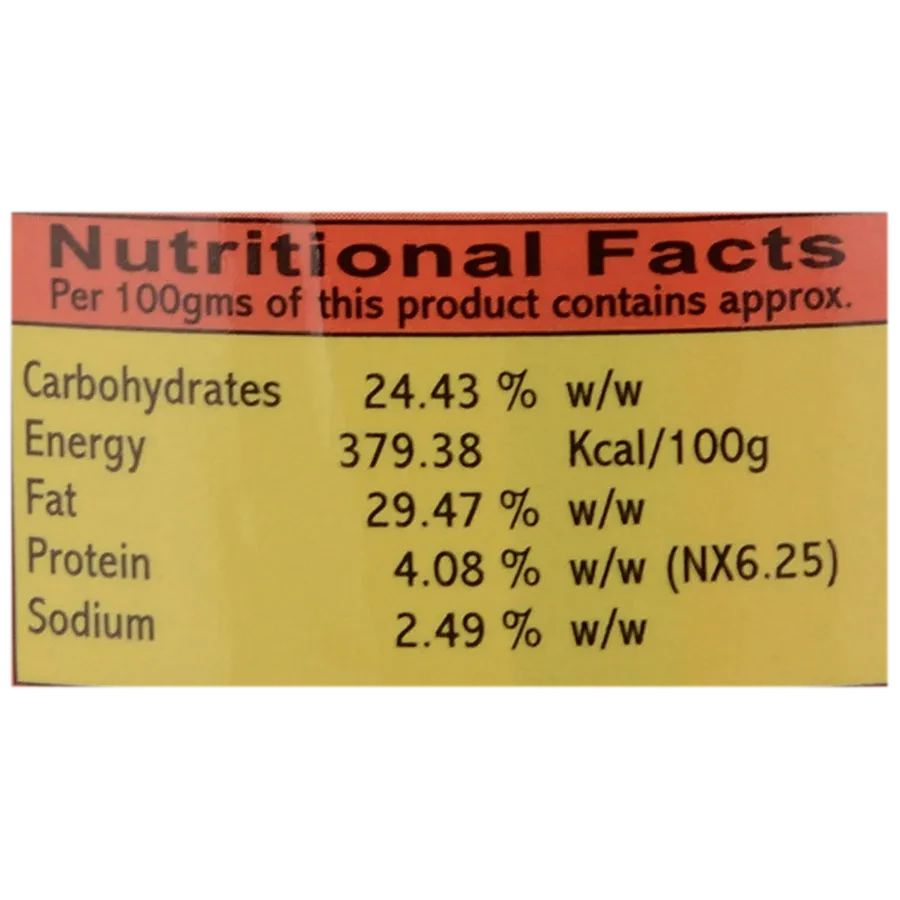 Nutritional Facts
Per 100gms of this product contains approx.
Carbohydrates 24.43 % w/w
Energy 379.38 Kcal/100g
Fat 29.47 % w/w
Protein 4.08 % w/w (NX6.25)
Sodium 2.49 % w/w